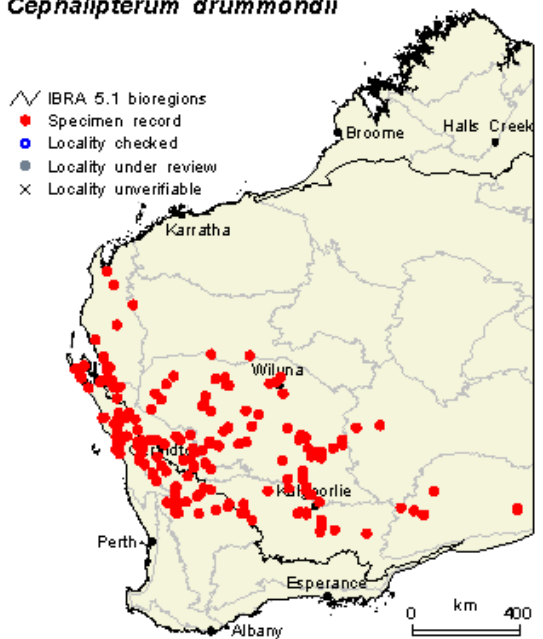 Cephalipterum drummondii
IBRA 5.1 bioregions
Specimen record
Locality checked
Locality under review
Locality unverifiable
Broome
Halls Creek
Karratha
Wiluna
Perth
Esperance
Albany
km
0 400